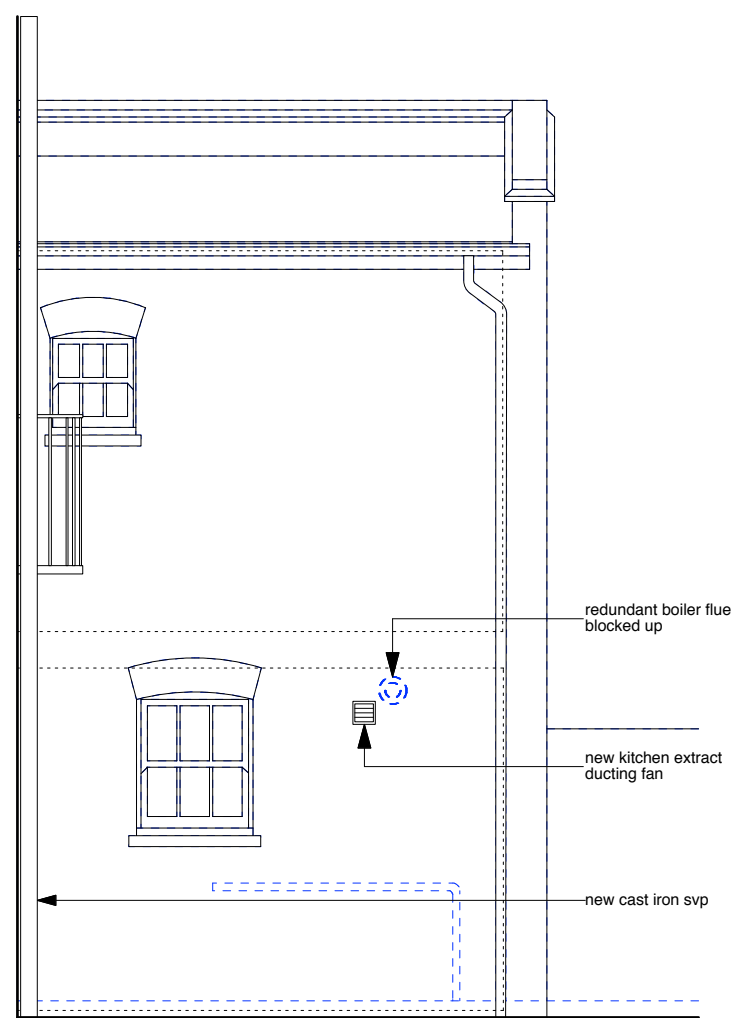 redundant boiler flue
blocked up
new kitchen extract
ducting fan
new cast iron svp